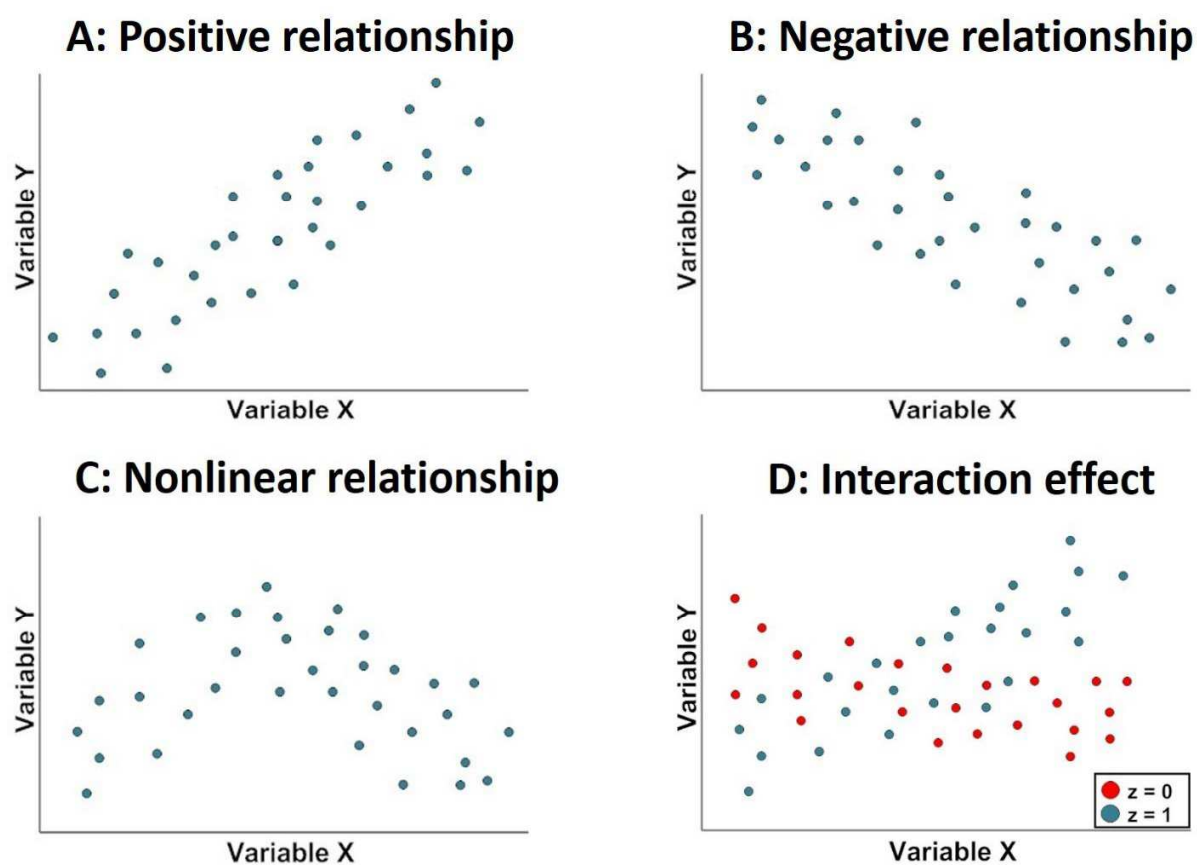 A: Positive relationship
B: Negative relationship
Variable Y
Variable X
Variable Y
Variable X
C: Nonlinear relationship
D: Interaction effect
Variable Y
Variable X
Variable Y
z = 0
z = 1
Variable X